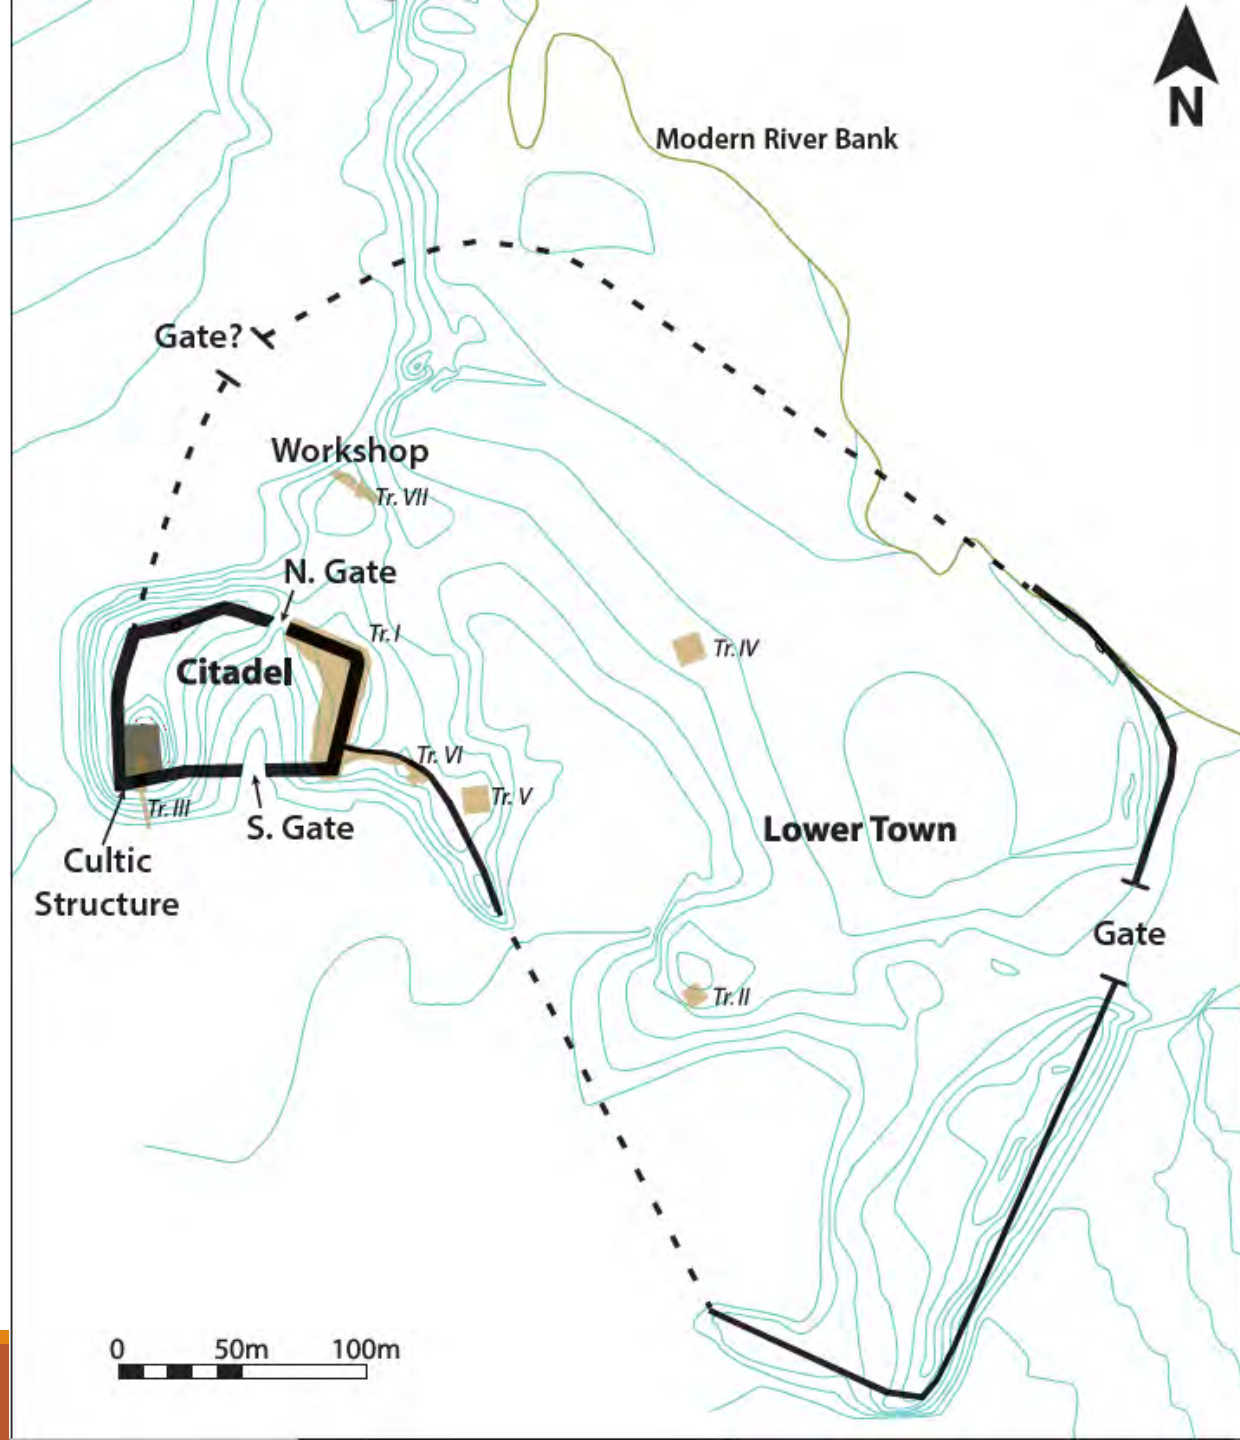 N
Modern River Bank
Gate?
Workshop
Tr. VII
N. Gate
Tr. I
Citadel
Tr. IV
Tr. VI
Tr. V
Tr. III
S. Gate
Lower Town
Cultic
Structure
Gate
Tr. II
0 50m 100m